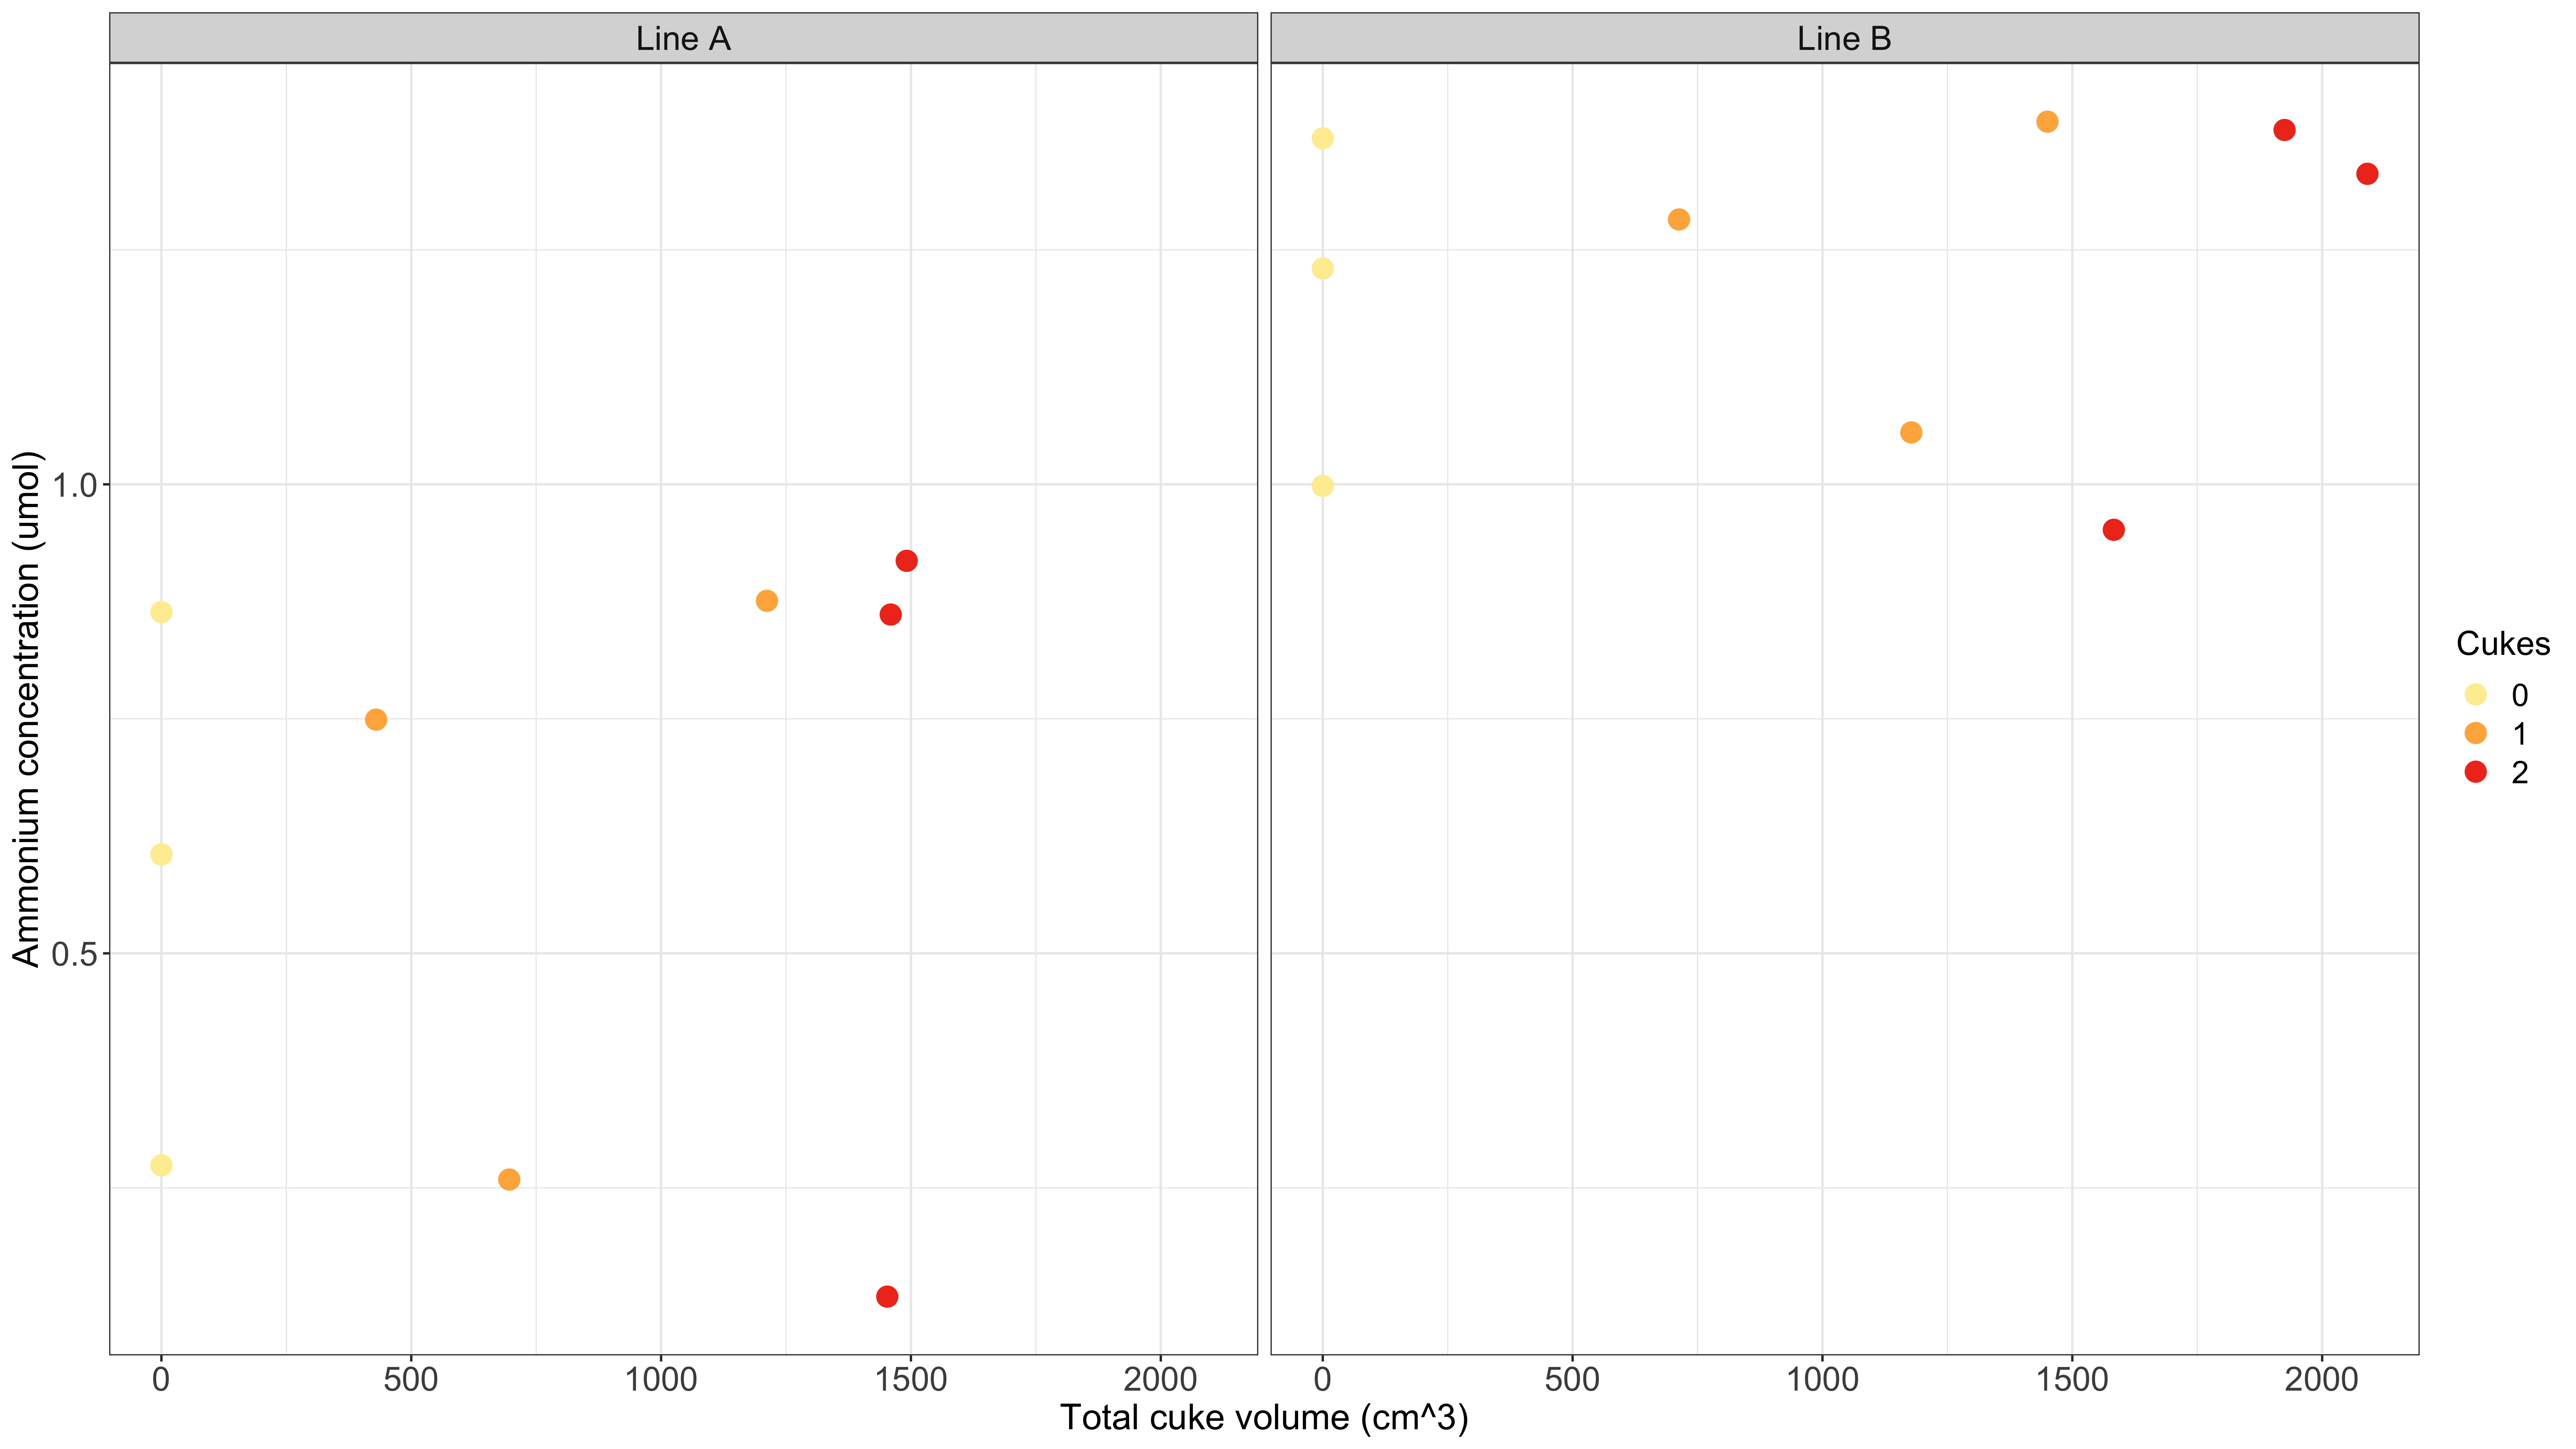 Line A
Line B
Ammonium concentration (umol)
1.0
0.5
0 500 1000 1500 2000
0 500 1000 1500 2000
Total cuke volume (cm^3)
Cukes
0
1
2